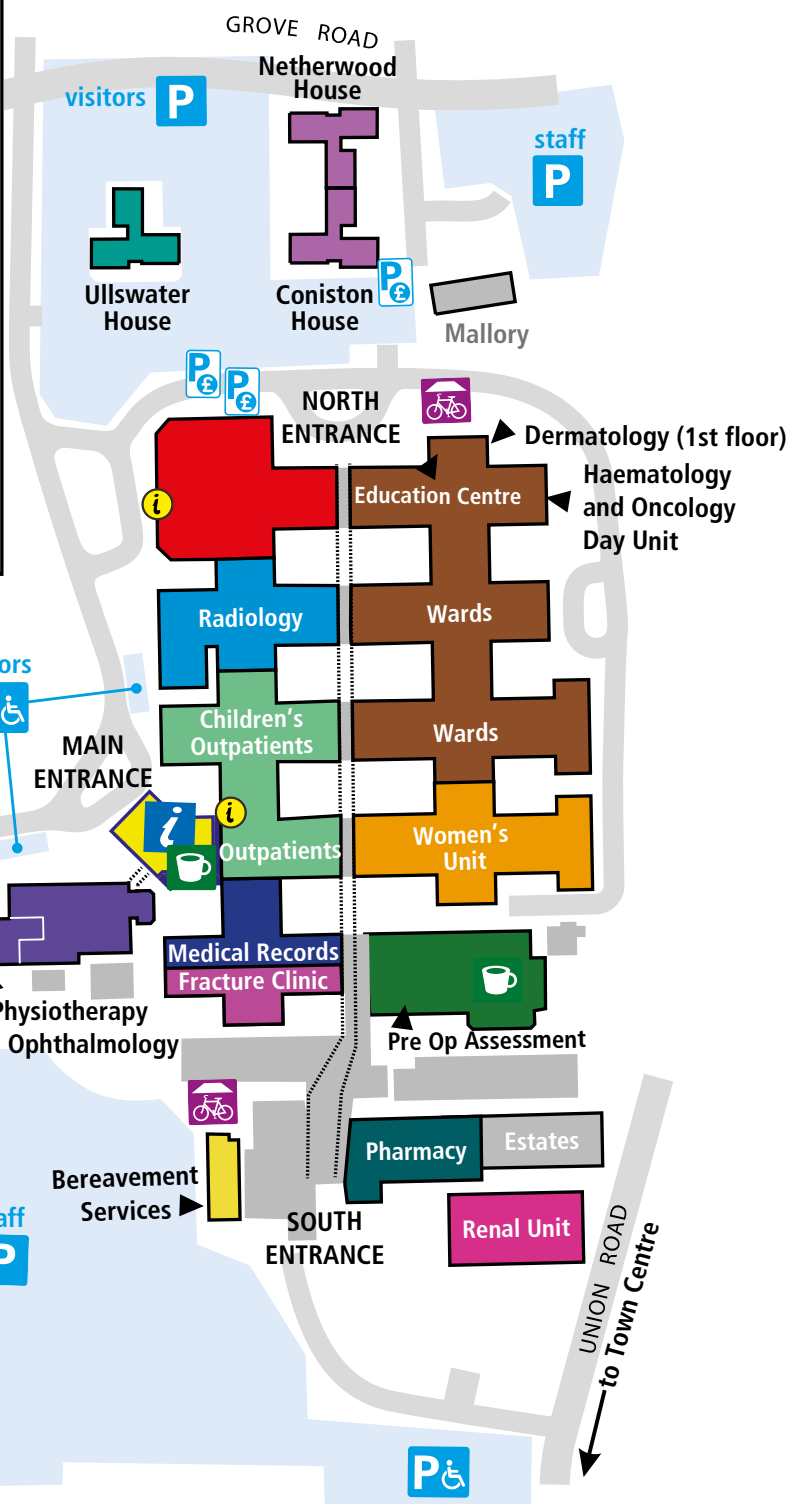 GROVE ROAD
Netherwood
House
visitors P
staff
P
Ullswater
House
Coniston
House
P
£
Mallory
P
£
P
£
NORTH
ENTRANCE
Dermatology (1st floor)
Haematology
and Oncology
Day Unit
i
Education Centre
Radiology
Wards
ors
Children's
Outpatients
Wards
MAIN
ENTRANCE
i
i
Outpatients
Women's
Unit
Medical Records
Fracture Clinic
Physiotherapy
Ophthalmology
Pre Op Assessment
Pharmacy
Estates
Bereavement
Services
aff
P
SOUTH
ENTRANCE
Renal Unit
UNION ROAD
to Town Centre
P